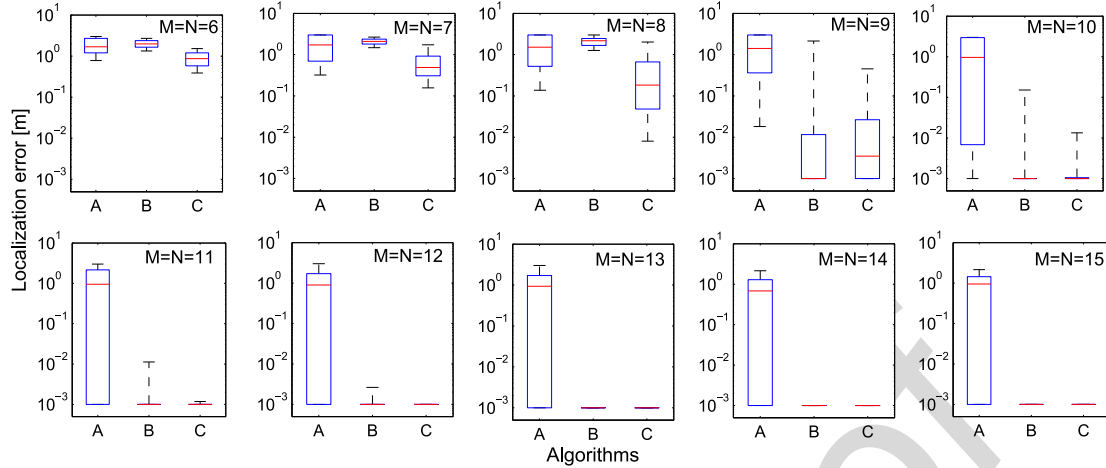 Localization error [m]
10^1 10^0 10^-1 10^-2 10^-3 M=N=6 A B C
10^1 10^0 10^-1 10^-2 10^-3 M=N=7 A B C
10^1 10^0 10^-1 10^-2 10^-3 M=N=8 A B C
10^1 10^0 10^-1 10^-2 10^-3 M=N=9 A B C
10^1 10^0 10^-1 10^-2 10^-3 M=N=10 A B C
10^1 10^0 10^-1 10^-2 10^-3 M=N=11 A B C
10^1 10^0 10^-1 10^-2 10^-3 M=N=12 A B C
10^1 10^0 10^-1 10^-2 10^-3 M=N=13 A B C
10^1 10^0 10^-1 10^-2 10^-3 M=N=14 A B C
10^1 10^0 10^-1 10^-2 10^-3 M=N=15 A B C
Algorithms